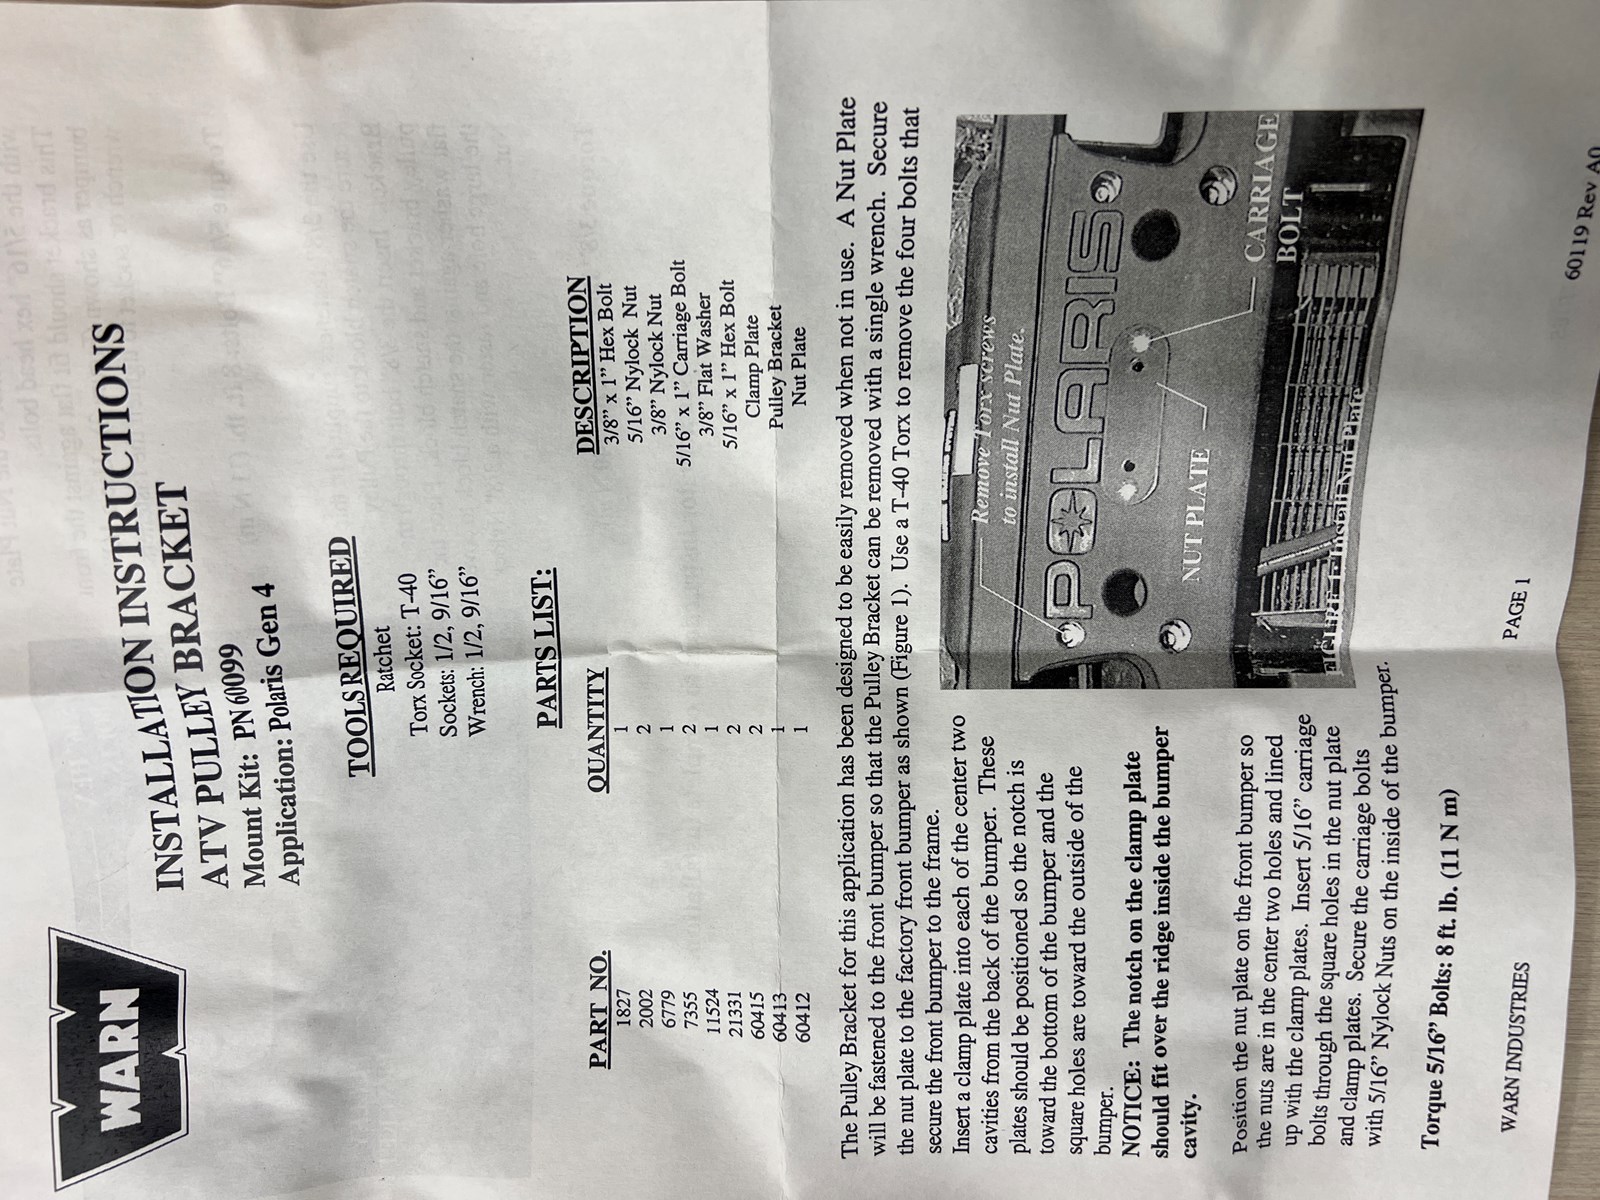 WARN
INSTALLATION INSTRUCTIONS
ATV PULLEY BRACKET
Mount Kit: PN 60099
Application: Polaris Gen 4
TOOLS REQUIRED
Ratchet
Torx Socket: T-40
Sockets: 1/2, 9/16”
Wrench: 1/2, 9/16”
PARTS LIST:
PART NO. QUANTITY DESCRIPTION
1827 1 3/8” x 1” Hex Bolt
2002 2 5/16” Nylock Nut
6779 1 3/8” Nylock Nut
7355 2 5/16” x 1” Carriage Bolt
11524 1 3/8” Flat Washer
21331 2 5/16” x 1” Hex Bolt
60415 2 Clamp Plate
60413 1 Pulley Bracket
60412 1 Nut Plate
The Pulley Bracket for this application has been designed to be easily removed when not in use. A Nut Plate
will be fastened to the front bumper so that the Pulley Bracket can be removed with a single wrench. Secure
the nut plate to the factory front bumper as shown (Figure 1). Use a T-40 Torx to remove the four bolts that
secure the front bumper to the frame.
Insert a clamp plate into each of the center two
cavities from the back of the bumper. These
plates should be positioned so the notch is
toward the bottom of the bumper and the
square holes are toward the outside of the
bumper.
NOTICE: The notch on the clamp plate
should fit over the ridge inside the bumper
cavity.
Position the nut plate on the front bumper so
the nuts are in the center two holes and lined
up with the clamp plates. Insert 5/16” carriage
bolts through the square holes in the nut plate
and clamp plates. Secure the carriage bolts
with 5/16” Nylock Nuts on the inside of the bumper.
Torque 5/16” Bolts: 8 ft. lb. (11 N m)
Remove Torx screws
to install Nut Plate.
POLARIS
NUT PLATE
CARRIAGE
BOLT
FIGURE 1: Install Nut Plate
WARN INDUSTRIES
PAGE 1
60119 Rev A0